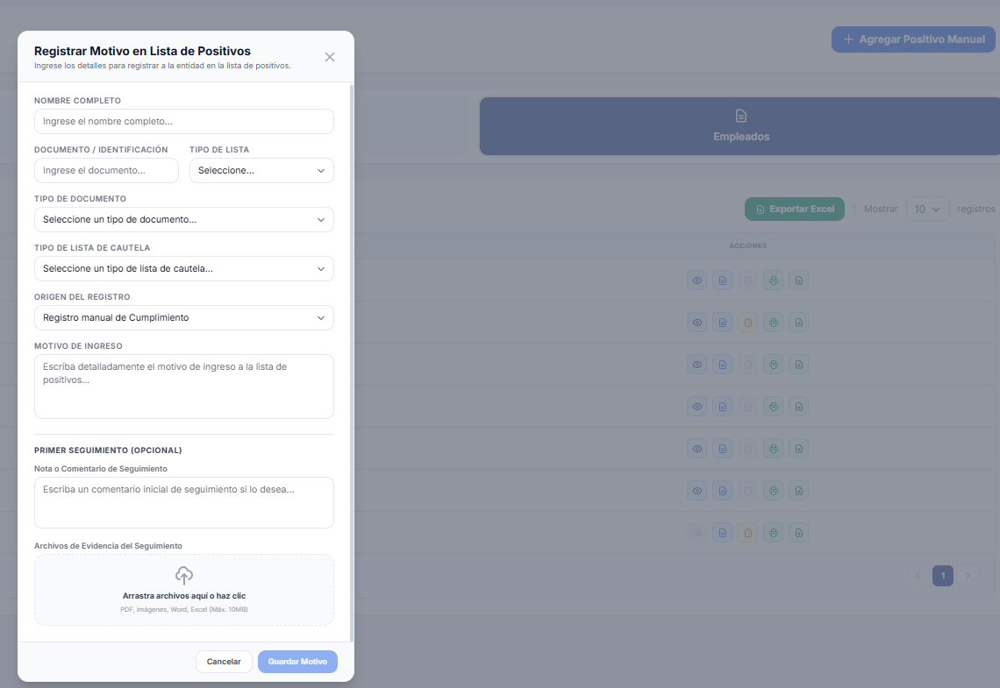 Registrar Motivo en Lista de Positivos
Ingrese los detalles para registrar a la entidad en la lista de positivos.
NOMBRE COMPLETO
Ingrese el nombre completo...
DOCUMENTO / IDENTIFICACIÓN
TIPO DE LISTA
Ingrese el documento...
Seleccione...
TIPO DE DOCUMENTO
Seleccione un tipo de documento...
TIPO DE LISTA DE CAUTELA
Seleccione un tipo de lista de cautela...
ORIGEN DEL REGISTRO
Registro manual de Cumplimiento
MOTIVO DE INGRESO
Escriba detalladamente el motivo de ingreso a la lista de
positivos...
PRIMER SEGUIMIENTO (OPCIONAL)
Nota o Comentario de Seguimiento
Escriba un comentario inicial de seguimiento si lo desea...
Archivos de Evidencia del Seguimiento
Arrastra archivos aquí o haz clic
PDF, imágenes, Word, Excel (Máx. 10MB)
Cancelar
Guardar Motivo
Agregar Positivo Manual
Empleados
Exportar Excel
Mostrar
10
registros
ACCIONES
1